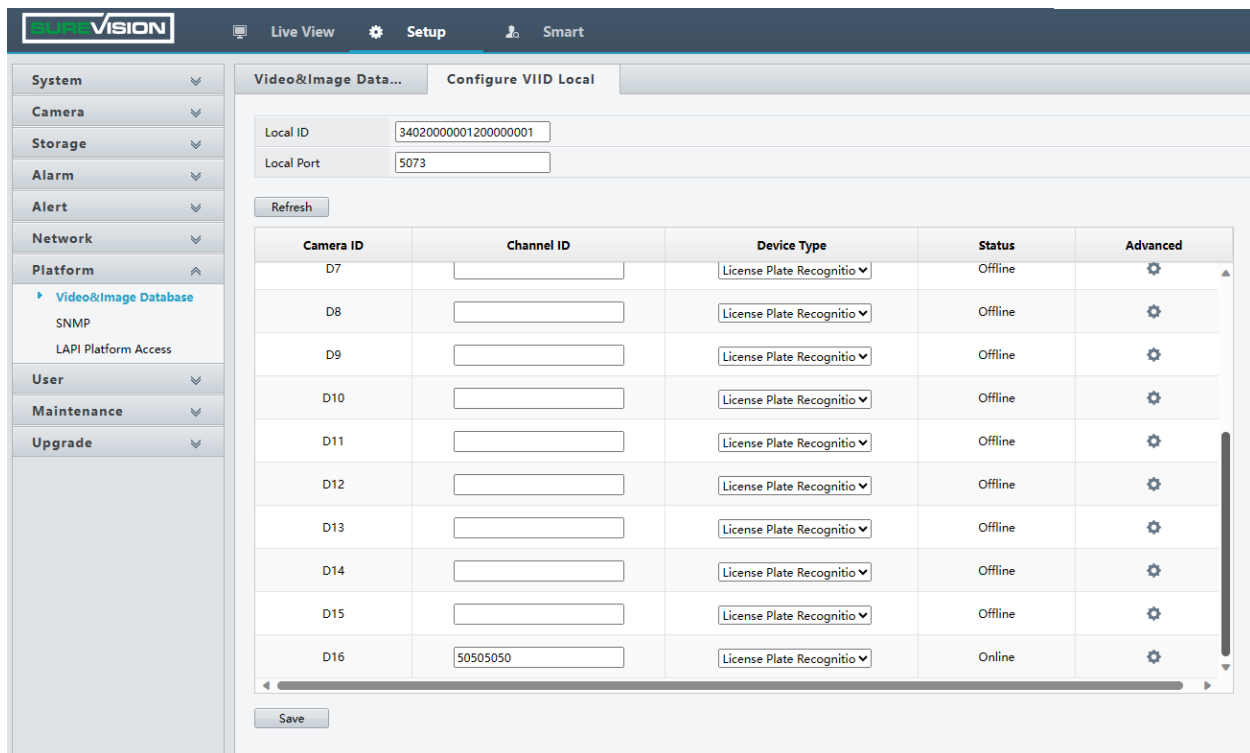 SUREVISION Live View Setup Smart
System
Camera
Storage
Alarm
Alert
Network
Platform
Video&Image Database
SNMP
LAPI Platform Access
User
Maintenance
Upgrade
Video&Image Data... Configure VIID Local
Local ID 34020000001200000001
Local Port 5073
Refresh
Camera ID Channel ID Device Type Status Advanced
D7 License Plate Recognitio Offline
D8 License Plate Recognitio Offline
D9 License Plate Recognitio Offline
D10 License Plate Recognitio Offline
D11 License Plate Recognitio Offline
D12 License Plate Recognitio Offline
D13 License Plate Recognitio Offline
D14 License Plate Recognitio Offline
D15 License Plate Recognitio Offline
D16 50505050 License Plate Recognitio Online
Save